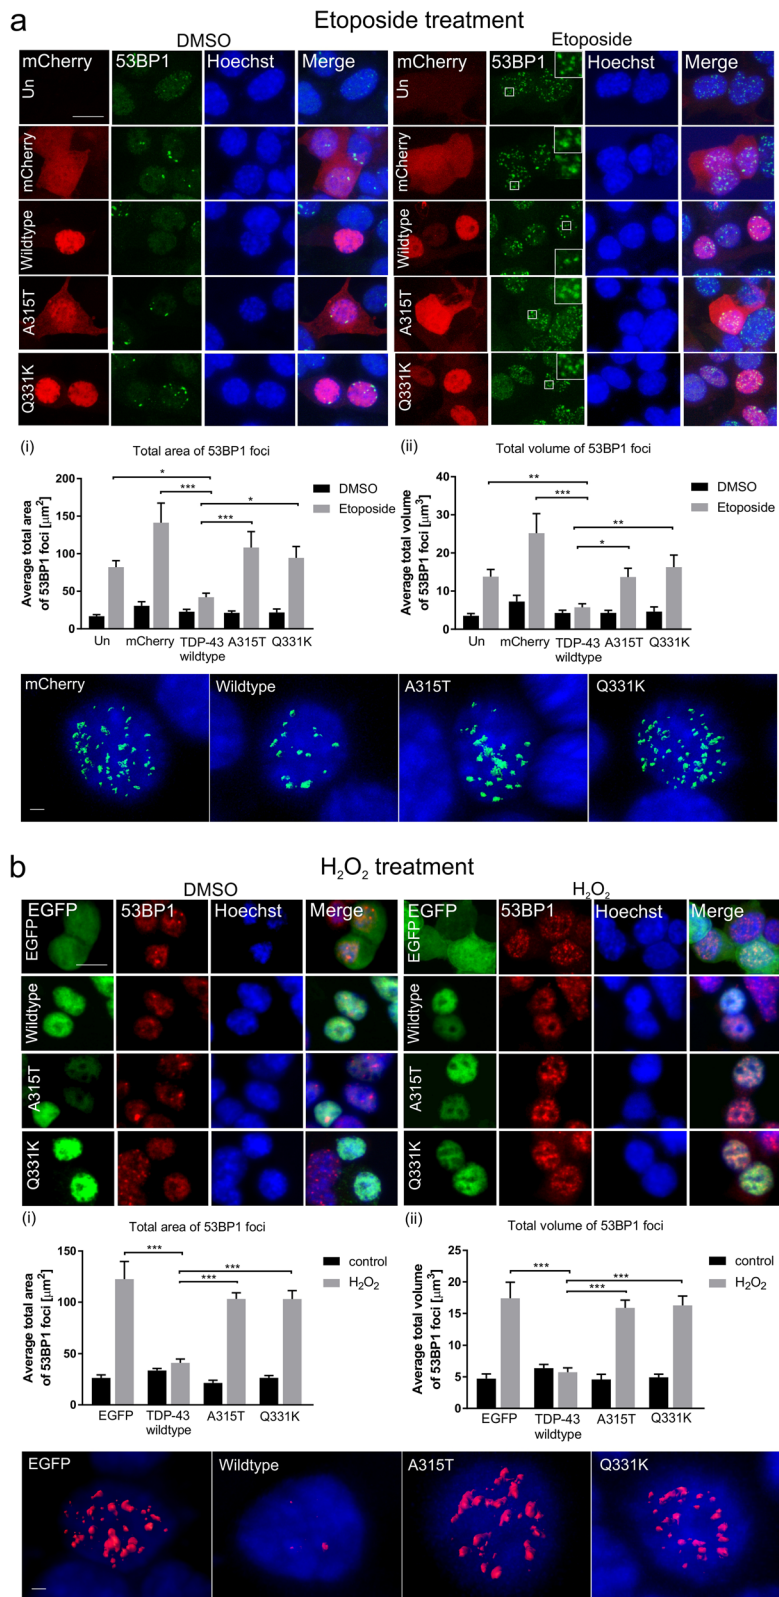 a
Etoposide treatment
DMSO
Etoposide
mCherry 53BP1 Hoechst Merge
mCherry 53BP1 Hoechst Merge
Un
Un
mCherry
mCherry
Wildtype
Wildtype
A315T
A315T
Q331K
Q331K
(i)
Total area of 53BP1 foci
Average total area
of 53BP1 foci [μm²]
200
150
100
50
0
DMSO
Etoposide
*
***
*
***
Un mCherry TDP-43 A315T Q331K
wildtype
(ii)
Total volume of 53BP1 foci
Average total volume
of 53BP1 foci [μm³]
40
30
20
10
0
DMSO
Etoposide
**
***
**
*
Un mCherry TDP-43 A315T Q331K
wildtype
mCherry Wildtype A315T Q331K
b
H₂O₂ treatment
DMSO
H₂O₂
EGFP 53BP1 Hoechst Merge
EGFP 53BP1 Hoechst Merge
EGFP
EGFP
Wildtype
Wildtype
A315T
A315T
Q331K
Q331K
(i)
Total area of 53BP1 foci
Average total area
of 53BP1 foci [μm²]
150
100
50
0
control
H₂O₂
***
***
***
EGFP TDP-43 A315T Q331K
wildtype
(ii)
Total volume of 53BP1 foci
Average total volume
of 53BP1 foci [μm³]
25
20
15
10
5
0
control
H₂O₂
***
***
***
EGFP TDP-43 A315T Q331K
wildtype
EGFP Wildtype A315T Q331K